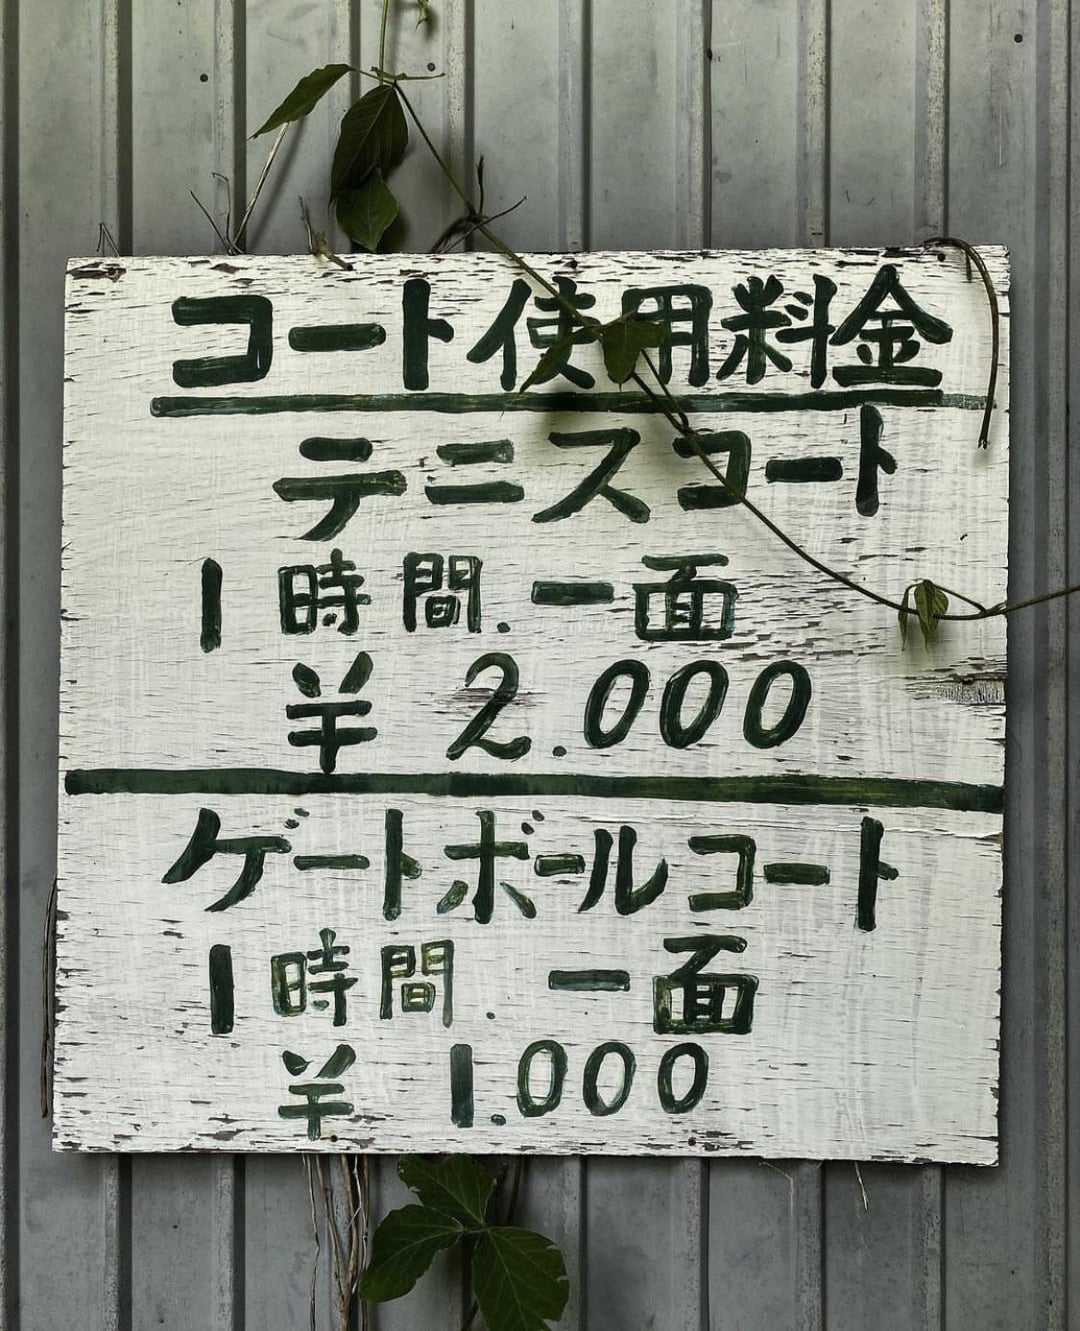 コート使用料金
テニスコート
1時間.一面
¥ 2.000
ゲートボールコート
1時間.一面
¥ 1.000